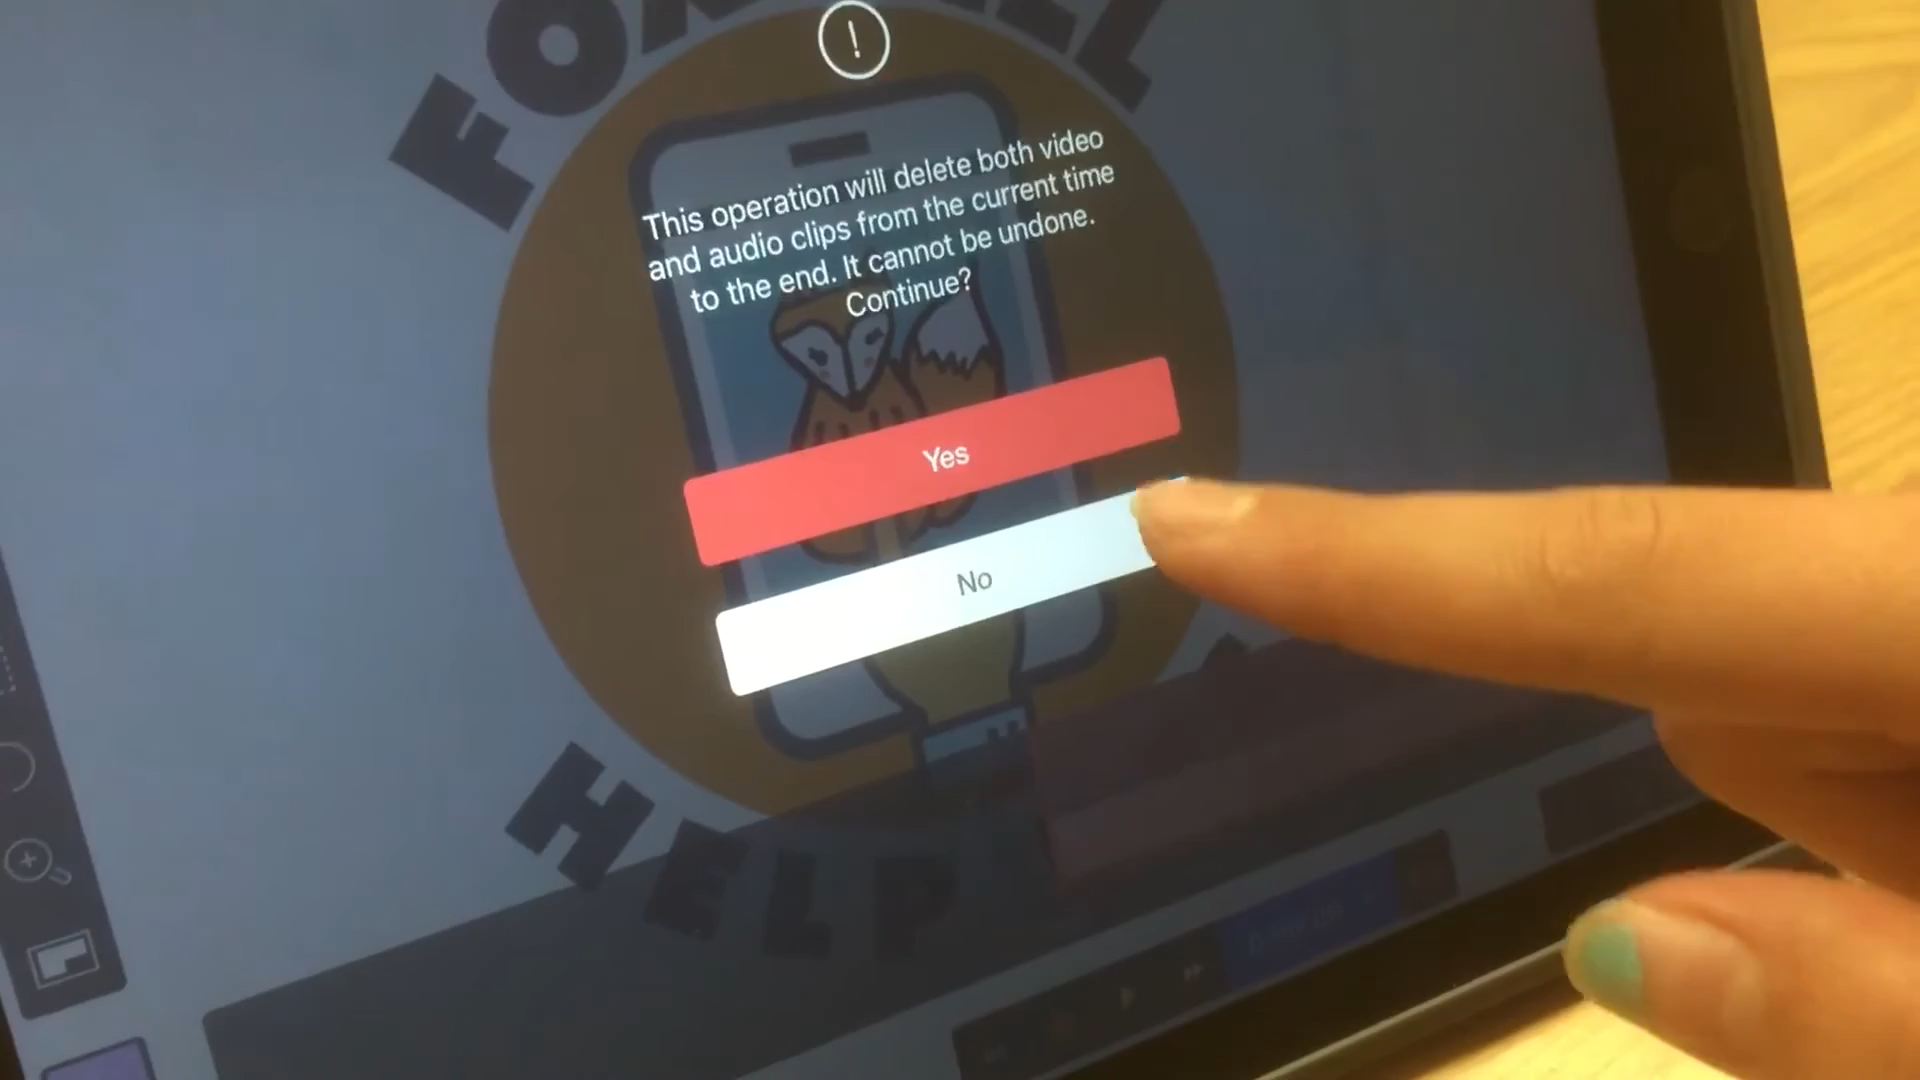 This operation will delete both video
and audio clips from the current time
to the end. It cannot be undone.
Continue?
Yes
No
HELP